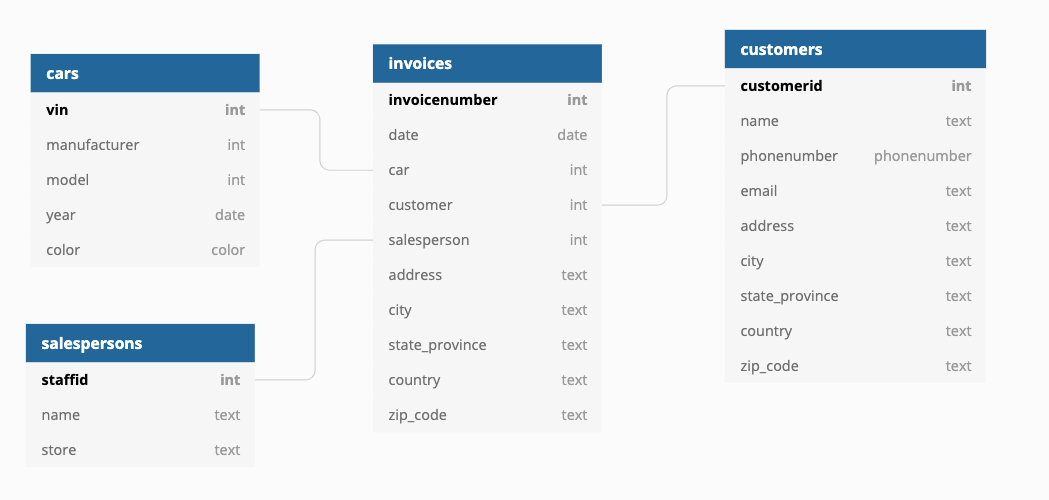 cars
vin int
manufacturer int
model int
year date
color color
salespersons
staffid int
name text
store text
invoices
invoicenumber int
date date
car int
customer int
salesperson int
address text
city text
state_province text
country text
zip_code text
customers
customerid int
name text
phonenumber phonenumber
email text
address text
city text
state_province text
country text
zip_code text